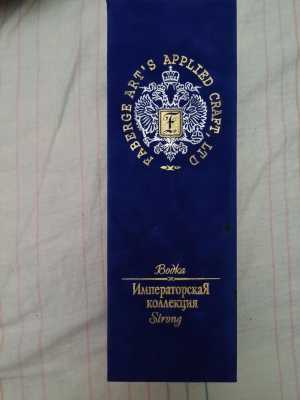 FABERGE ART'S APPLIED CRAFT, LTD
F
Водка
ИмператорскаЯ
коллекция
Strong